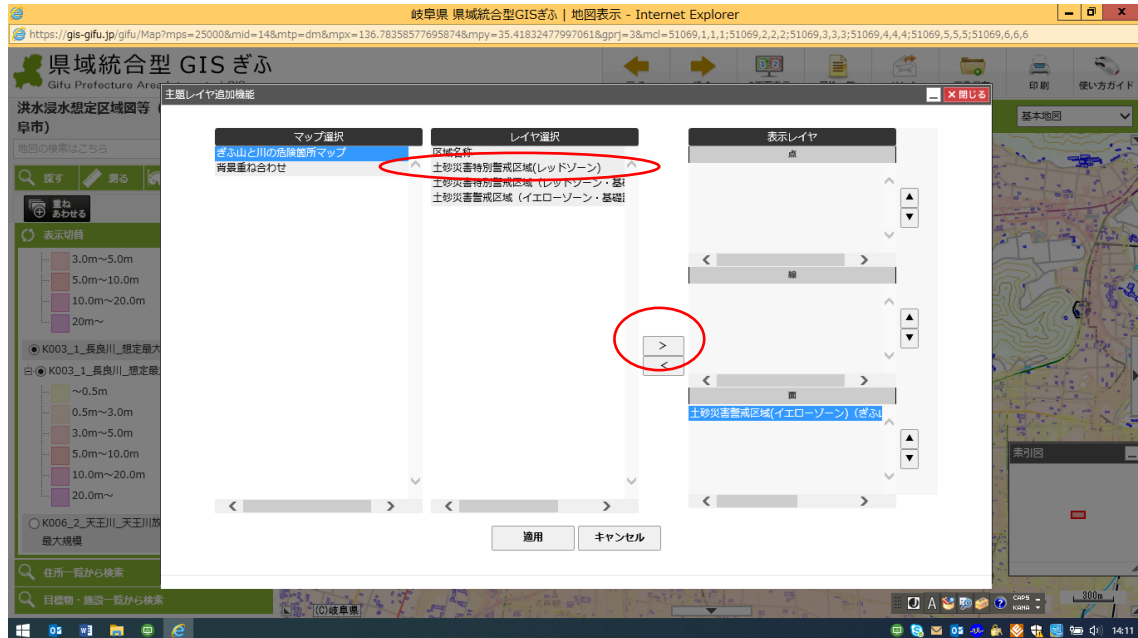 岐阜県 県域統合型GISぎふ | 地図表示 - Internet Explorer
https://gis-gifu.jp/gifu/Map?mps=25000&mid=14&mtp=dm&mpx=136.78358577695874&mpy=35.41832477997061&gprj=3&mcl=51069,1,1,1;51069,2,2,2;51069,3,3,3;51069,4,4,4;51069,5,5,5;51069,6,6,6
県域統合型 GIS ぎふ
Gifu Prefecture Area
印刷
使い方ガイド
主題レイヤ追加機能
閉じる
洪水浸水想定区域図等
阜市)
基本地図
地図の検索はこちら
探す
測る
重ね
あわせる
表示切替
3.0m～5.0m
5.0m～10.0m
10.0m～20.0m
20m～
K003_1_長良川_想定最大
K003_1_長良川_想定最
～0.5m
0.5m～3.0m
3.0m～5.0m
5.0m～10.0m
10.0m～20.0m
20.0m～
K006_2_天王川_天王川放
最大規模
住所一覧から検索
目標物・施設一覧から検索
マップ選択
ぎふ山と川の危険箇所マップ
背景重ね合わせ
レイヤ選択
区域名称
土砂災害特別警戒区域(レッドゾーン)
土砂災害特別警戒区域（レッドゾーン・基礎
土砂災害警戒区域（イエローゾーン・基礎
表示レイヤ
点
線
面
土砂災害警戒区域(イエローゾーン)（ぎふ山
>
<
適用
キャンセル
索引図
300m
(C)岐阜県
CAPS
KANA
14:11